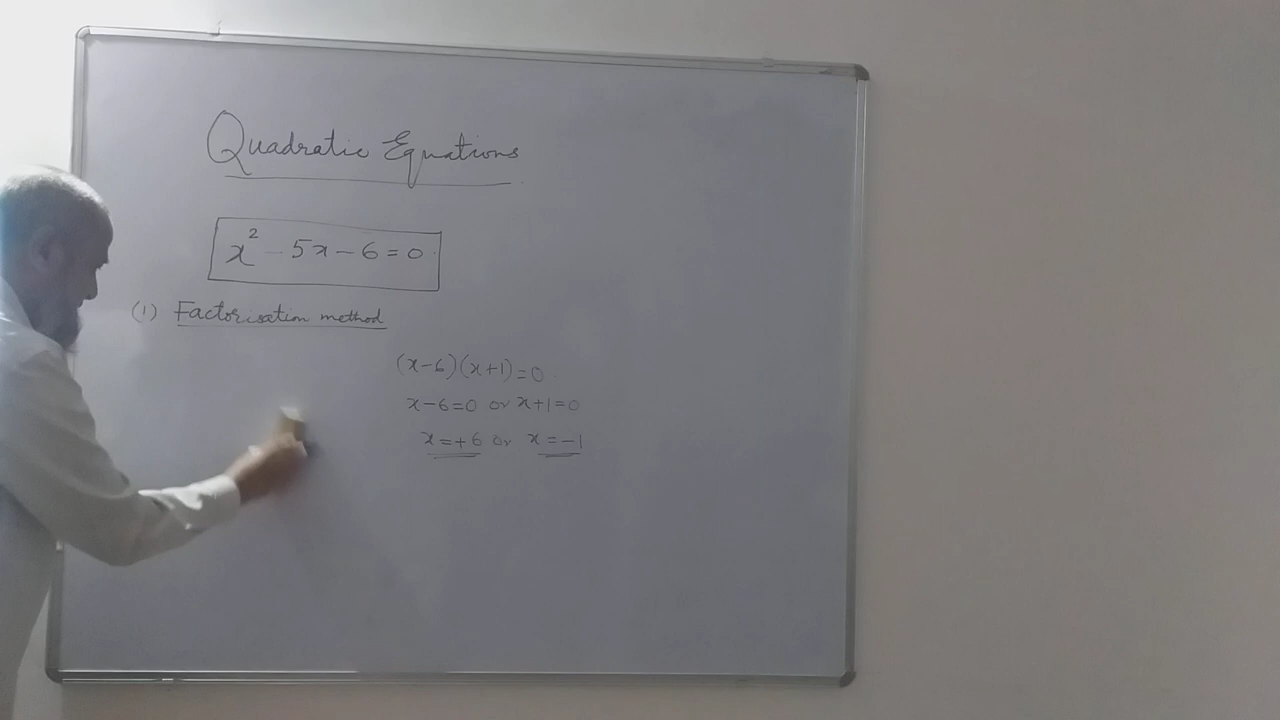 Quadratic Equations
x² - 5x - 6 = 0
(1) Factorisation method
(x-6)(x+1)=0
x-6=0 or x+1=0
x=+6 or x=-1